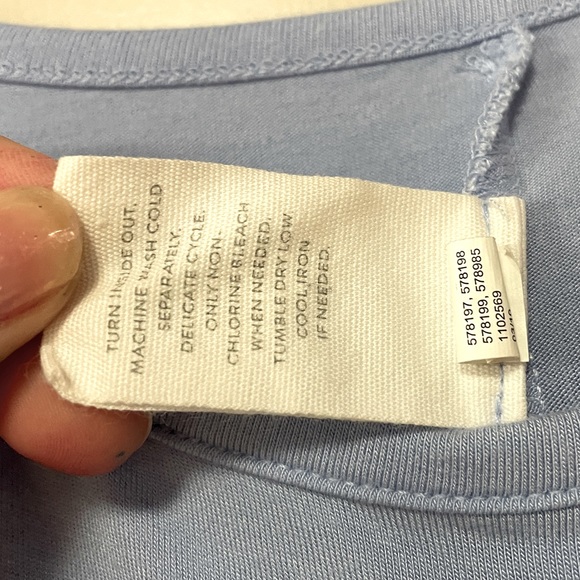 TURN INSIDE OUT.
MACHINE WASH COLD
SEPARATELY,
DELICATE CYCLE.
ONLY NON-
CHLORINE BLEACH
WHEN NEEDED.
TUMBLE DRY LOW
COOL IRON
IF NEEDED.
578197, 578198
578199, 578985
1102569